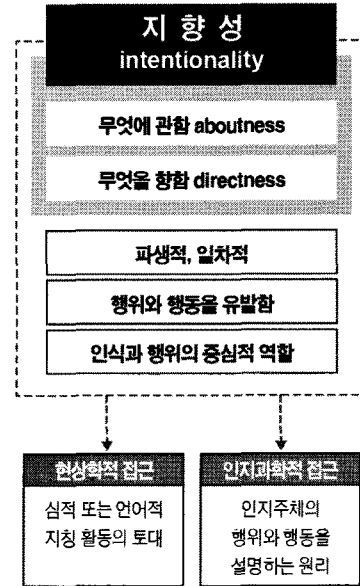 지향성
intentionality
무엇에 관함 aboutness
무엇을 향함 directness
파생적, 일차적
행위와 행동을 유발함
인식과 행위의 중심적 역할
현상학적 접근
심적 또는 언어적
지칭 활동의 토대
인지과학적 접근
인지주체의
행위와 행동을
설명하는 원리